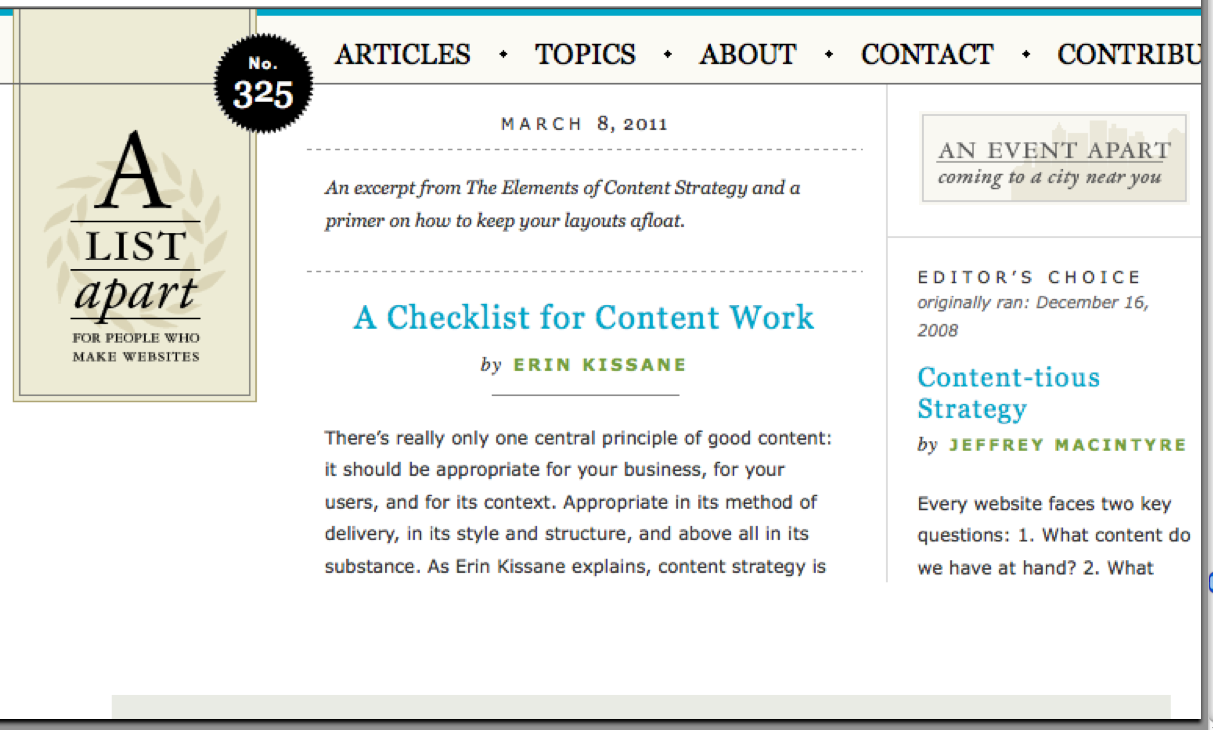 No.
325
ARTICLES • TOPICS • ABOUT • CONTACT • CONTRIBU
A
LIST
apart
FOR PEOPLE WHO
MAKE WEBSITES
MARCH 8, 2011
An excerpt from The Elements of Content Strategy and a
primer on how to keep your layouts afloat.
A Checklist for Content Work
by ERIN KISSANE
There’s really only one central principle of good content:
it should be appropriate for your business, for your
users, and for its context. Appropriate in its method of
delivery, in its style and structure, and above all in its
substance. As Erin Kissane explains, content strategy is
AN EVENT APART
coming to a city near you
EDITOR’S CHOICE
originally ran: December 16,
2008
Content-tious
Strategy
by JEFFREY MACINTYRE
Every website faces two key
questions: 1. What content do
we have at hand? 2. What